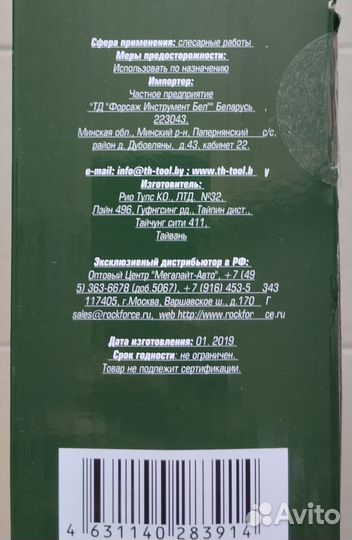 Сфера применения: слесарные работы
Меры предосторожности:
Использовать по назначению
Импортер:
Частное предприятие
"ТД "Форсаж Инструмент Бел"" Беларусь
223043,
Минская обл., Минский р-н. Папернянский с/с,
район д. Дубовляны, д.43, кабинет 22
e-mail: info@th-tool.by ; www.th-tool.b y
Изготовитель:
Рио Тулс КО., ЛТД. №32,
Лэйн 496, Гуфнгсинг рд., Тайпин дист.,
Тайчунг сити 411,
Тайвань
Эксклюзивный дистрибьютор в РФ:
Оптовый Центр "Мегалайт-Авто", +7 (49
5) 363-6678 (доб.5067), +7 (916) 453-5 343
117405, г.Москва, Варшавское ш., д.170 Г
sales@rockforce.ru, web http://www.rockfor ce.ru
Дата изготовления: 01. 2019
Срок годности: не ограничен.
Товар не подлежит сертификации.
4 631140 283914
Avito